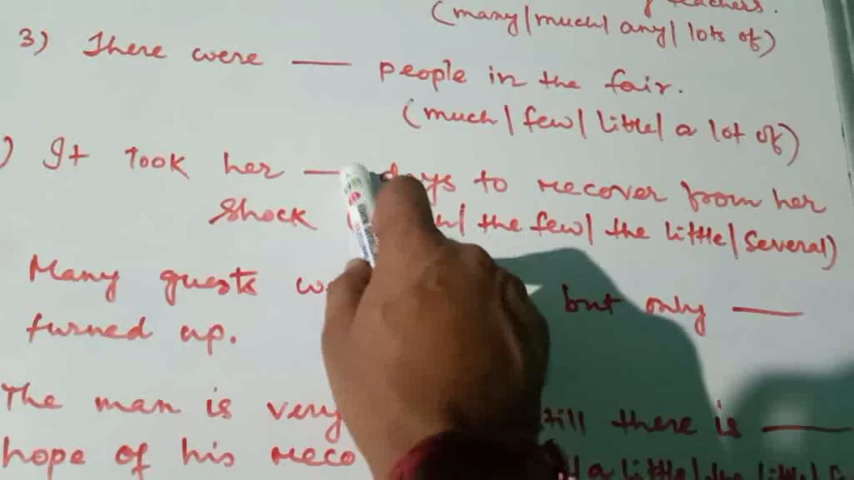 teachers.
(many/much/any/lots of)
3) There were — people in the fair.
(much/few/little/a lot of)
) It took her — days to recover from her
shock the few/the little/several)
Many guests but only —
turned up.
The man is very still there is —
hope of his a little/the little/